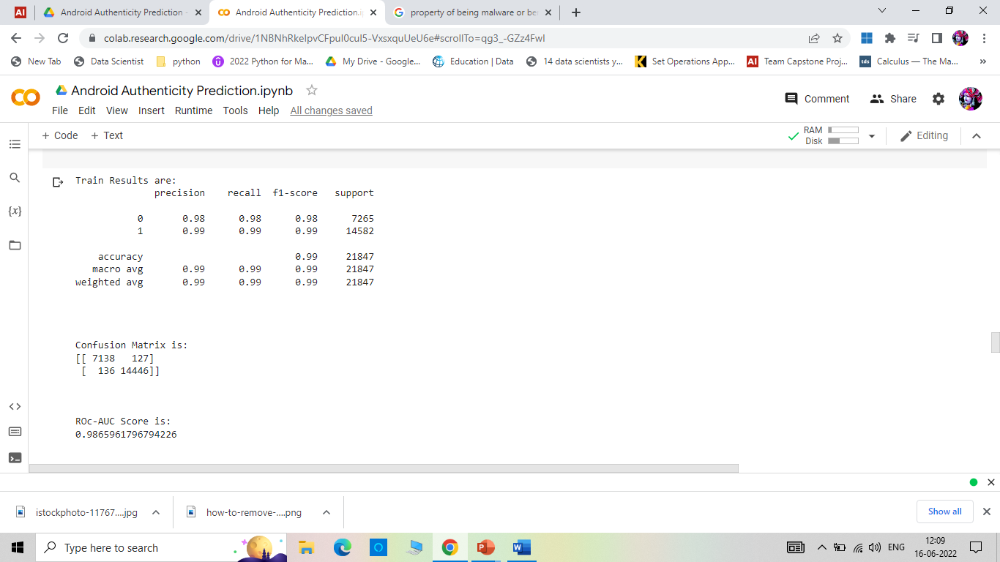 AI
Android Authenticity Prediction -
Android Authenticity Prediction.i
property of being malware or be
colab.research.google.com/drive/
New Tab
Data Scientist
python
2022 Python for Ma...
My Drive - Google...
Education | Data
14 data scientists y...
Set Operations App...
AI
Team Capstone Proj...
tds
Calculus — The Ma...
»
Android Authenticity Prediction.ipynb
Comment
Share
File Edit View Insert Runtime Tools Help All changes saved
+ Code + Text
RAM
Disk
Editing
{x}
Train Results are:
precision recall f1-score support
0 0.98 0.98 0.98 7265
1 0.99 0.99 0.99 14582
accuracy 0.99 21847
macro avg 0.99 0.99 0.99 21847
weighted avg 0.99 0.99 0.99 21847
Confusion Matrix is:
[[ 7138 127]
[ 136 14446]]
ROc-AUC Score is:
0.9865961796794226
istockphoto-11767....jpg
how-to-remove-....png
Show all
Type here to search
ENG
12:09
16-06-2022